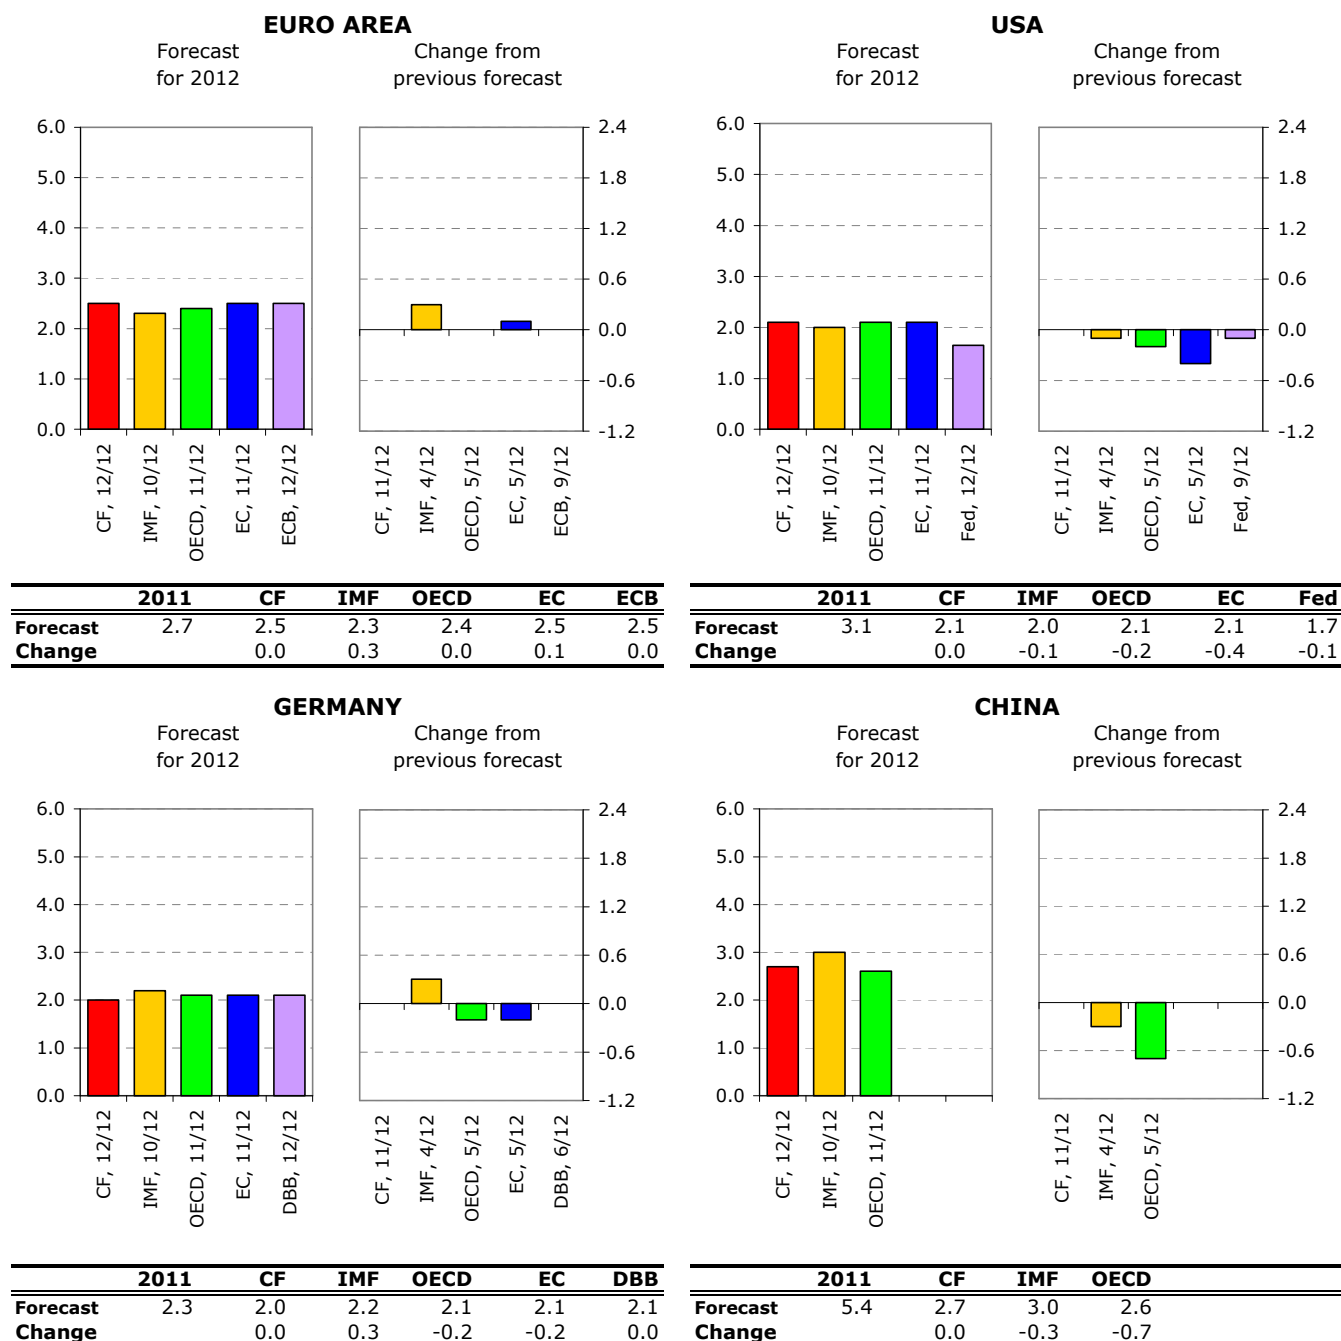 EURO AREA
Forecast
for 2012
Change from
previous forecast
6.0
5.0
4.0
3.0
2.0
1.0
0.0
2.4
1.8
1.2
0.6
0.0
-0.6
-1.2
CF, 12/12
IMF, 10/12
OECD, 11/12
EC, 11/12
ECB, 12/12
CF, 11/12
IMF, 4/12
OECD, 5/12
EC, 5/12
ECB, 9/12
2011 CF IMF OECD EC ECB
Forecast 2.7 2.5 2.3 2.4 2.5 2.5
Change 0.0 0.3 0.0 0.1 0.0
USA
Forecast
for 2012
Change from
previous forecast
6.0
5.0
4.0
3.0
2.0
1.0
0.0
2.4
1.8
1.2
0.6
0.0
-0.6
-1.2
CF, 12/12
IMF, 10/12
OECD, 11/12
EC, 11/12
Fed, 12/12
CF, 11/12
IMF, 4/12
OECD, 5/12
EC, 5/12
Fed, 9/12
2011 CF IMF OECD EC Fed
Forecast 3.1 2.1 2.0 2.1 2.1 1.7
Change 0.0 -0.1 -0.2 -0.4 -0.1
GERMANY
Forecast
for 2012
Change from
previous forecast
6.0
5.0
4.0
3.0
2.0
1.0
0.0
2.4
1.8
1.2
0.6
0.0
-0.6
-1.2
CF, 12/12
IMF, 10/12
OECD, 11/12
EC, 11/12
DBB, 12/12
CF, 11/12
IMF, 4/12
OECD, 5/12
EC, 5/12
DBB, 6/12
2011 CF IMF OECD EC DBB
Forecast 2.3 2.0 2.2 2.1 2.1 2.1
Change 0.0 0.3 -0.2 -0.2 0.0
CHINA
Forecast
for 2012
Change from
previous forecast
6.0
5.0
4.0
3.0
2.0
1.0
0.0
2.4
1.8
1.2
0.6
0.0
-0.6
-1.2
CF, 12/12
IMF, 10/12
OECD, 11/12
CF, 11/12
IMF, 4/12
OECD, 5/12
2011 CF IMF OECD
Forecast 5.4 2.7 3.0 2.6
Change 0.0 -0.3 -0.7